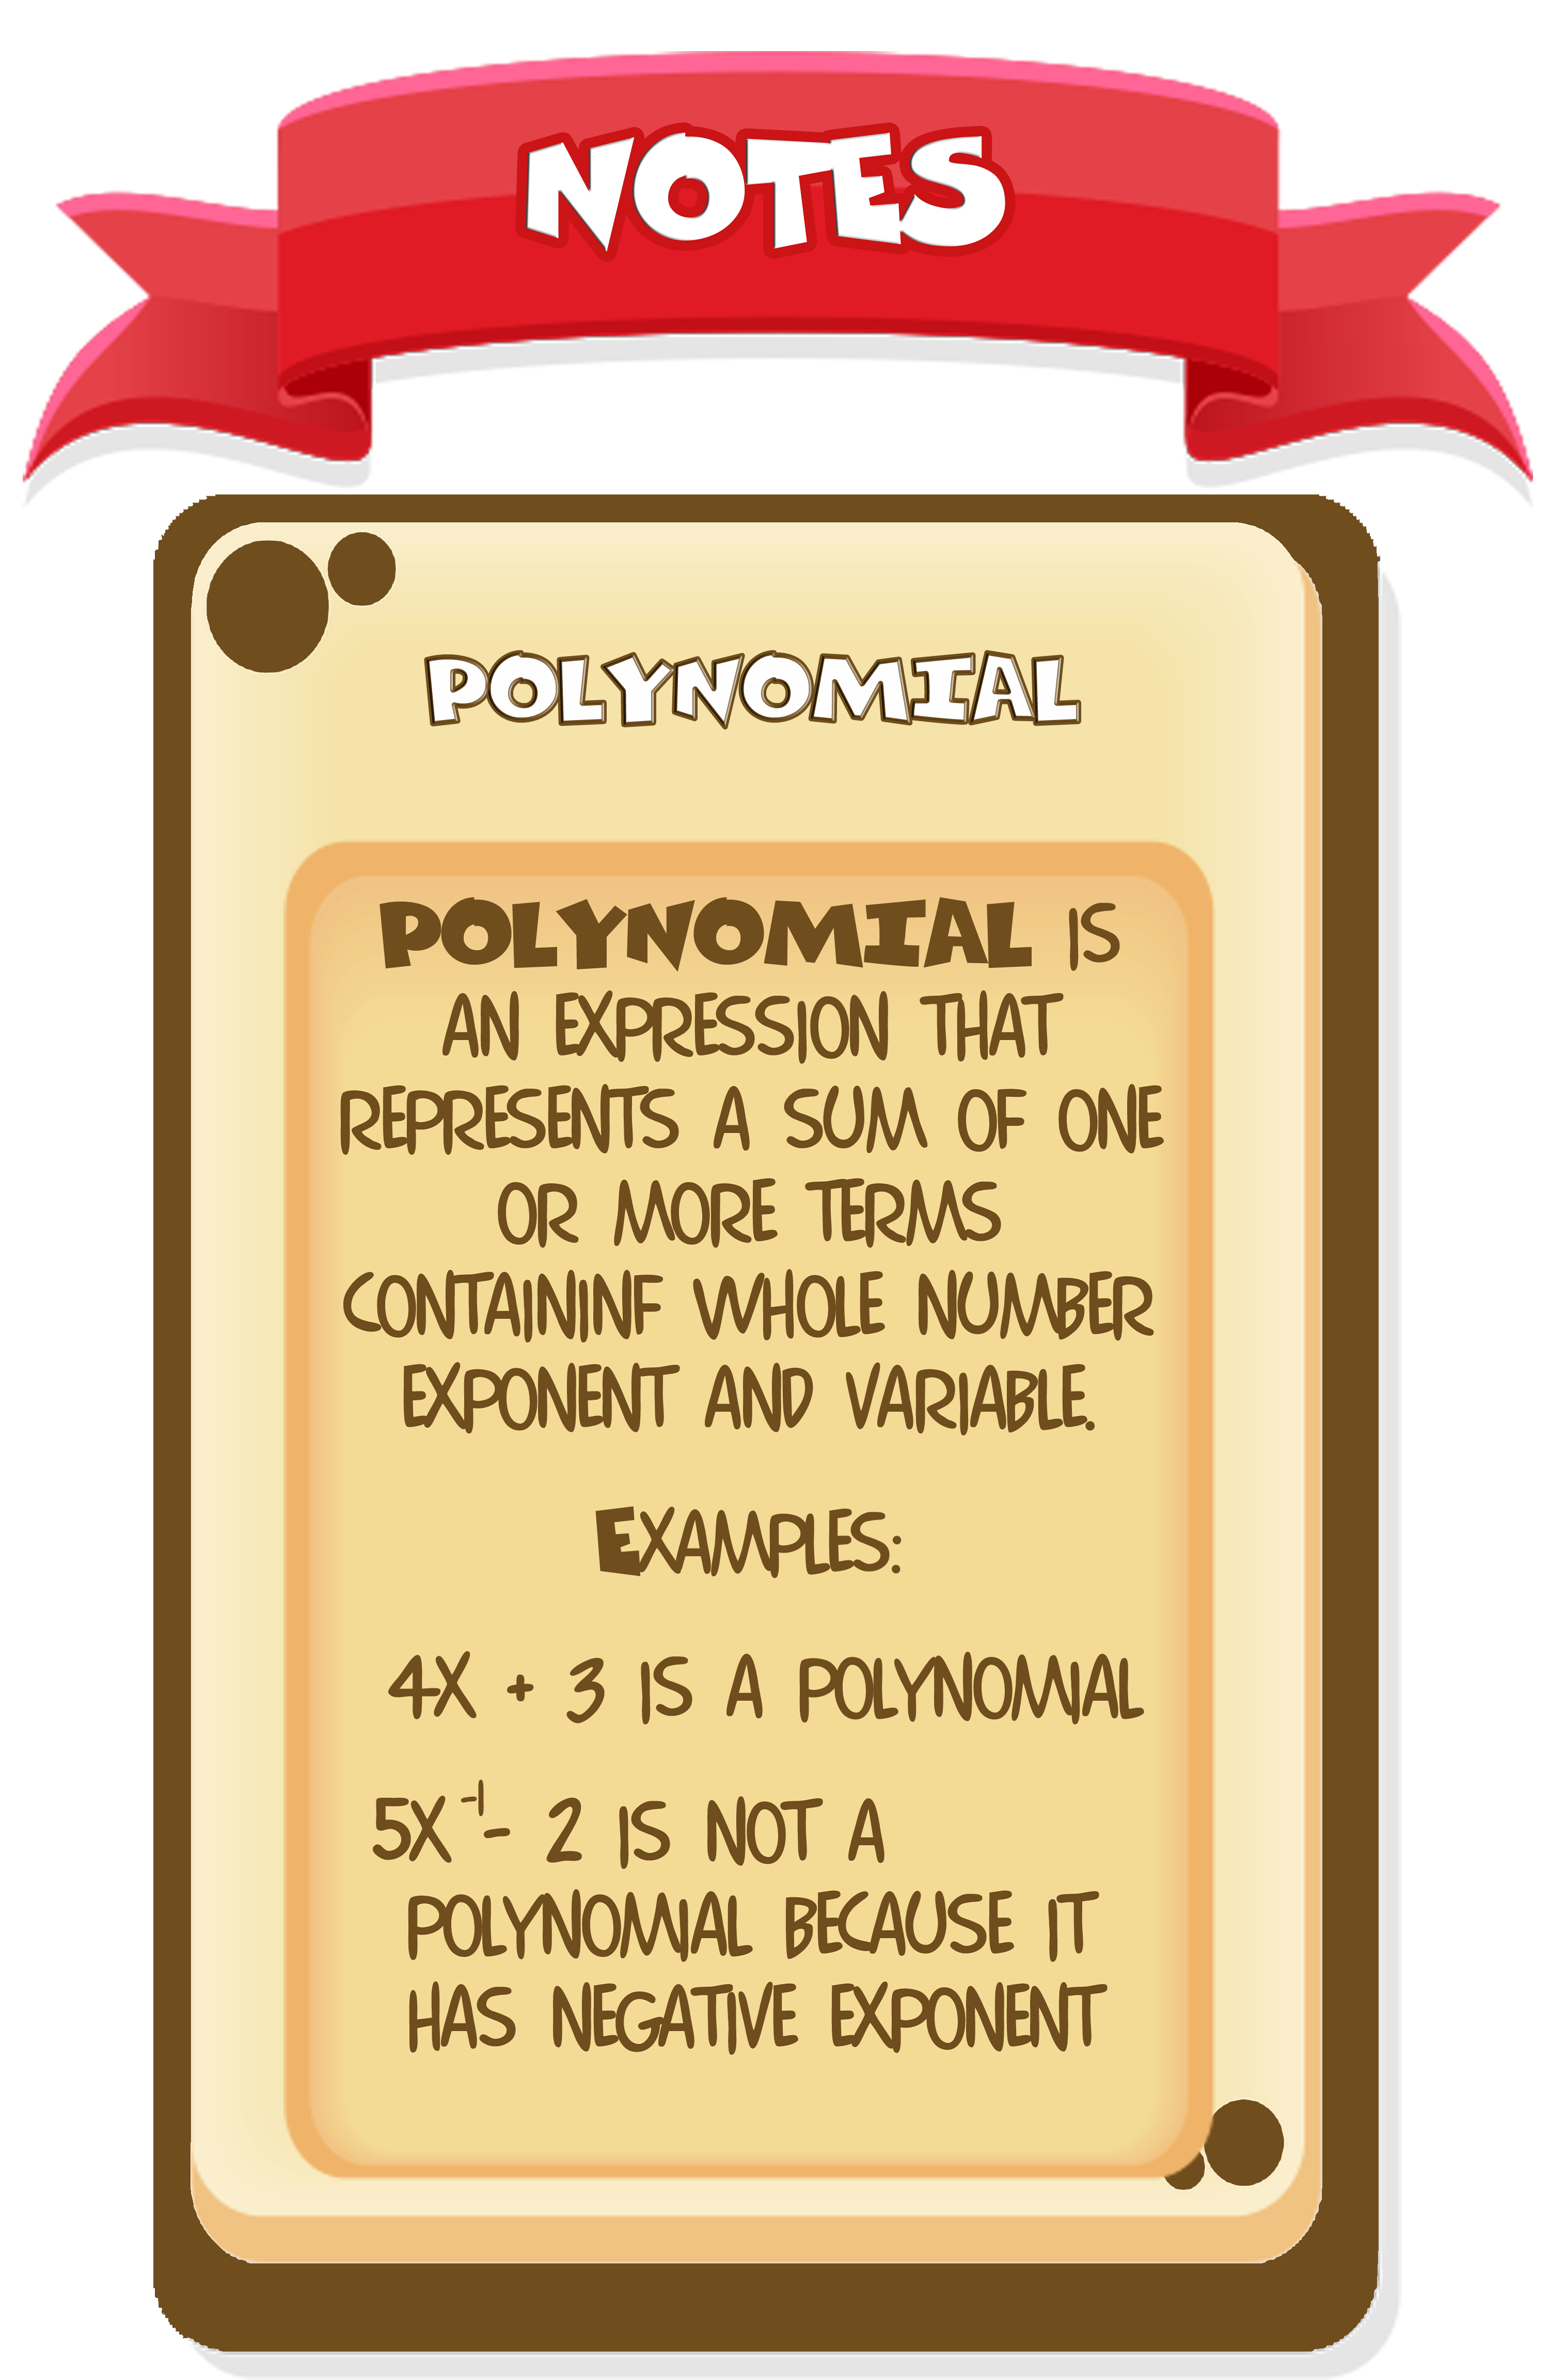 NOTES
POLYNOMIAL
POLYNOMIAL IS
AN EXPRESSION THAT
REPRESENTS A SUM OF ONE
OR MORE TERMS
CONTAININF WHOLE NUMBER
EXPONENT AND VARIABLE.
EXAMPLES:
4X + 3 IS A POLYNOMIAL
5X⁻¹- 2 IS NOT A
POLYNOMIAL BECAUSE IT
HAS NEGATIVE EXPONENT